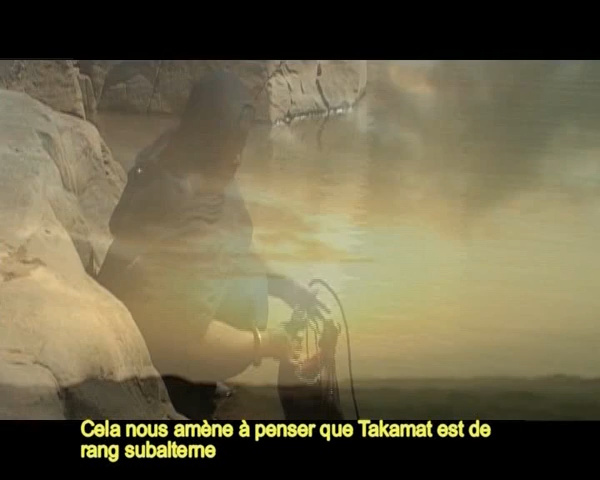 Cela nous amène à penser que Takamat est de
rang subalterne